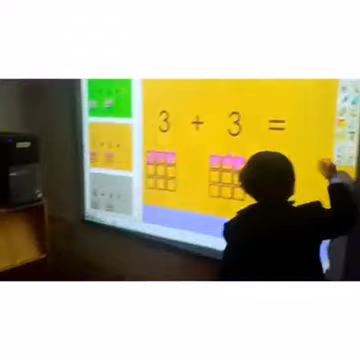 3 + 3 =